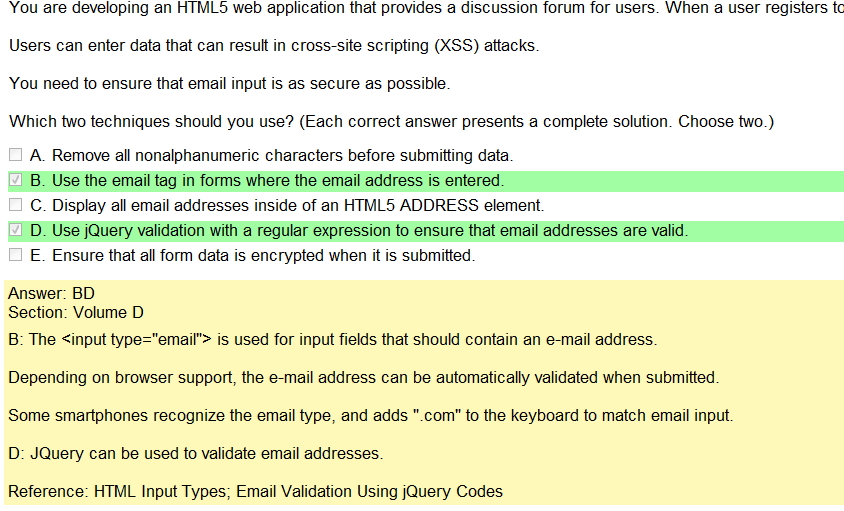 You are developing an HTML5 web application that provides a discussion forum for users. When a user registers to
Users can enter data that can result in cross-site scripting (XSS) attacks.
You need to ensure that email input is as secure as possible.
Which two techniques should you use? (Each correct answer presents a complete solution. Choose two.)
A. Remove all nonalphanumeric characters before submitting data.
B. Use the email tag in forms where the email address is entered.
C. Display all email addresses inside of an HTML5 ADDRESS element.
D. Use jQuery validation with a regular expression to ensure that email addresses are valid.
E. Ensure that all form data is encrypted when it is submitted.
Answer: BD
Section: Volume D
B: The <input type="email"> is used for input fields that should contain an e-mail address.
Depending on browser support, the e-mail address can be automatically validated when submitted.
Some smartphones recognize the email type, and adds ".com" to the keyboard to match email input.
D: JQuery can be used to validate email addresses.
Reference: HTML Input Types; Email Validation Using jQuery Codes